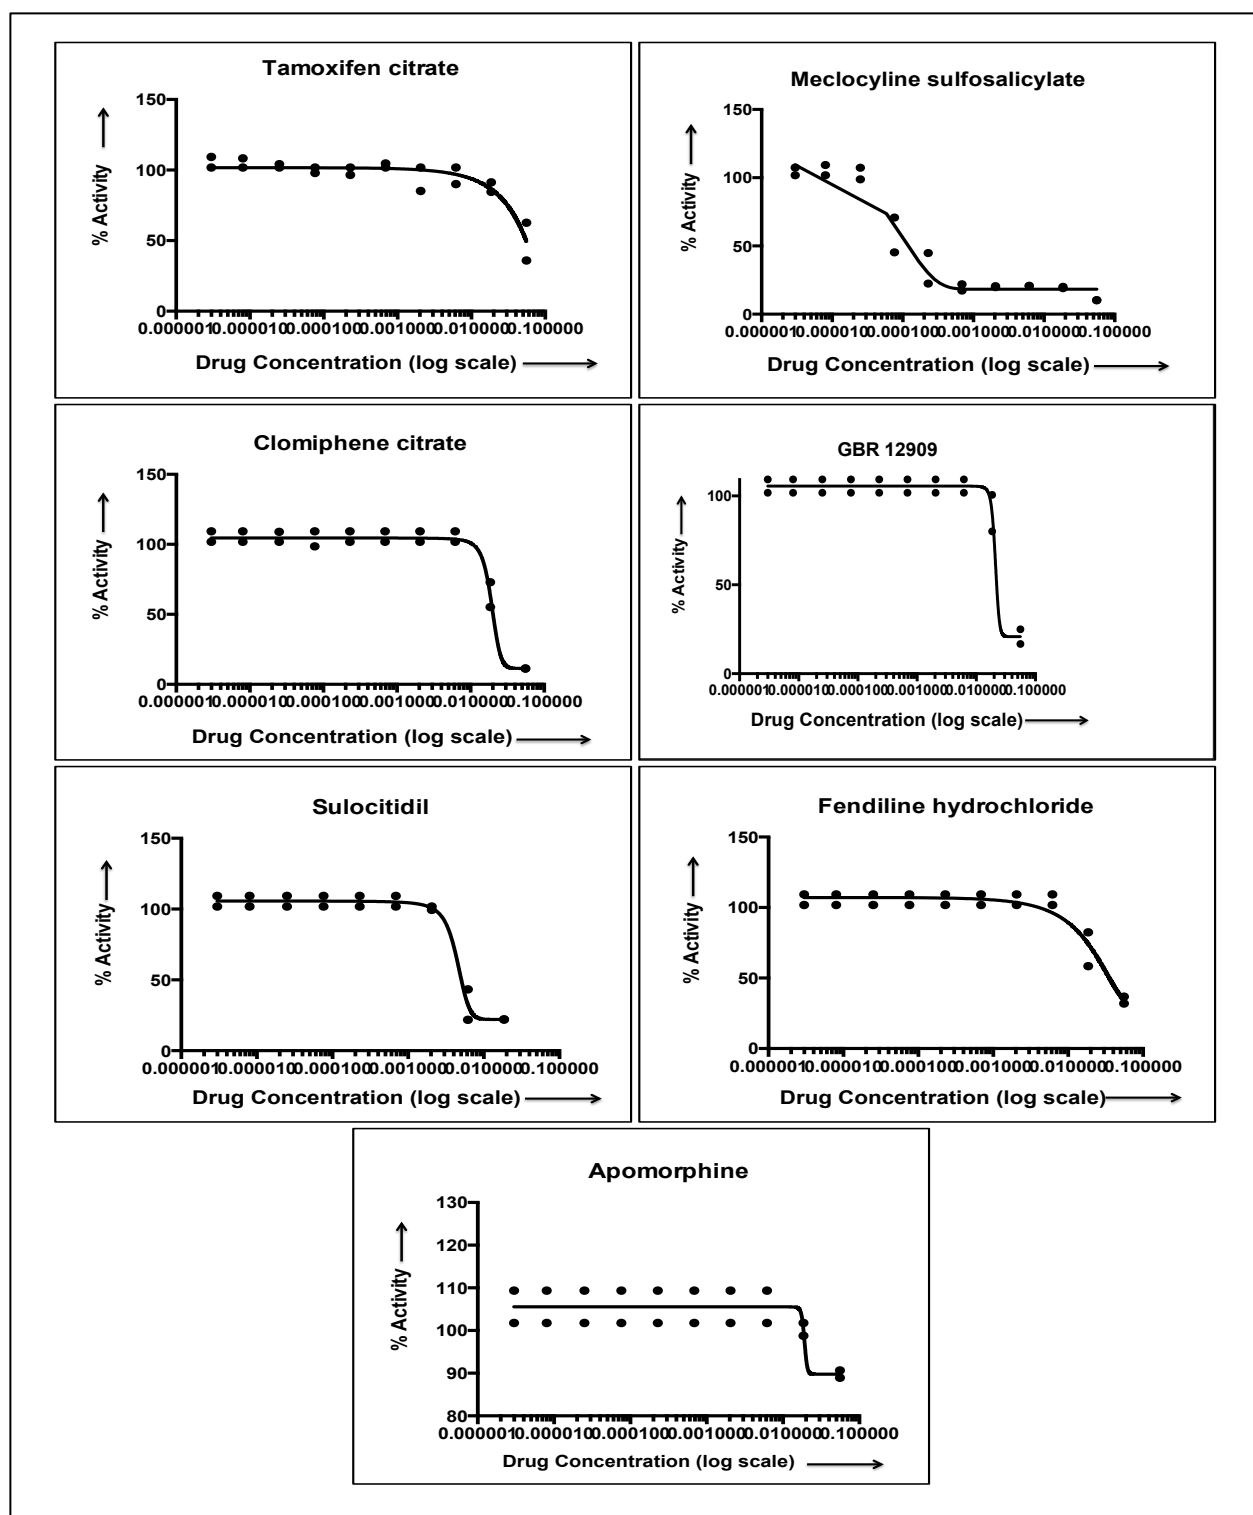 Tamoxifen citrate
150
100
50
0
% Activity
0.000001 0.000010 0.000100 0.001000 0.010000 0.100000
Drug Concentration (log scale)
Meclocyline sulfosalicylate
150
100
50
0
% Activity
0.000001 0.000010 0.000100 0.001000 0.010000 0.100000
Drug Concentration (log scale)
Clomiphene citrate
150
100
50
0
% Activity
0.000001 0.000010 0.000100 0.001000 0.010000 0.100000
Drug Concentration (log scale)
GBR 12909
100
50
0
% Activity
0.000001 0.000010 0.000100 0.001000 0.010000 0.100000
Drug Concentration (log scale)
Sulocitidil
150
100
50
0
% Activity
0.000001 0.000010 0.000100 0.001000 0.010000 0.100000
Drug Concentration (log scale)
Fendiline hydrochloride
150
100
50
0
% Activity
0.000001 0.000010 0.000100 0.001000 0.010000 0.100000
Drug Concentration (log scale)
Apomorphine
130
120
110
100
90
80
% Activity
0.000001 0.000010 0.000100 0.001000 0.010000 0.100000
Drug Concentration (log scale)